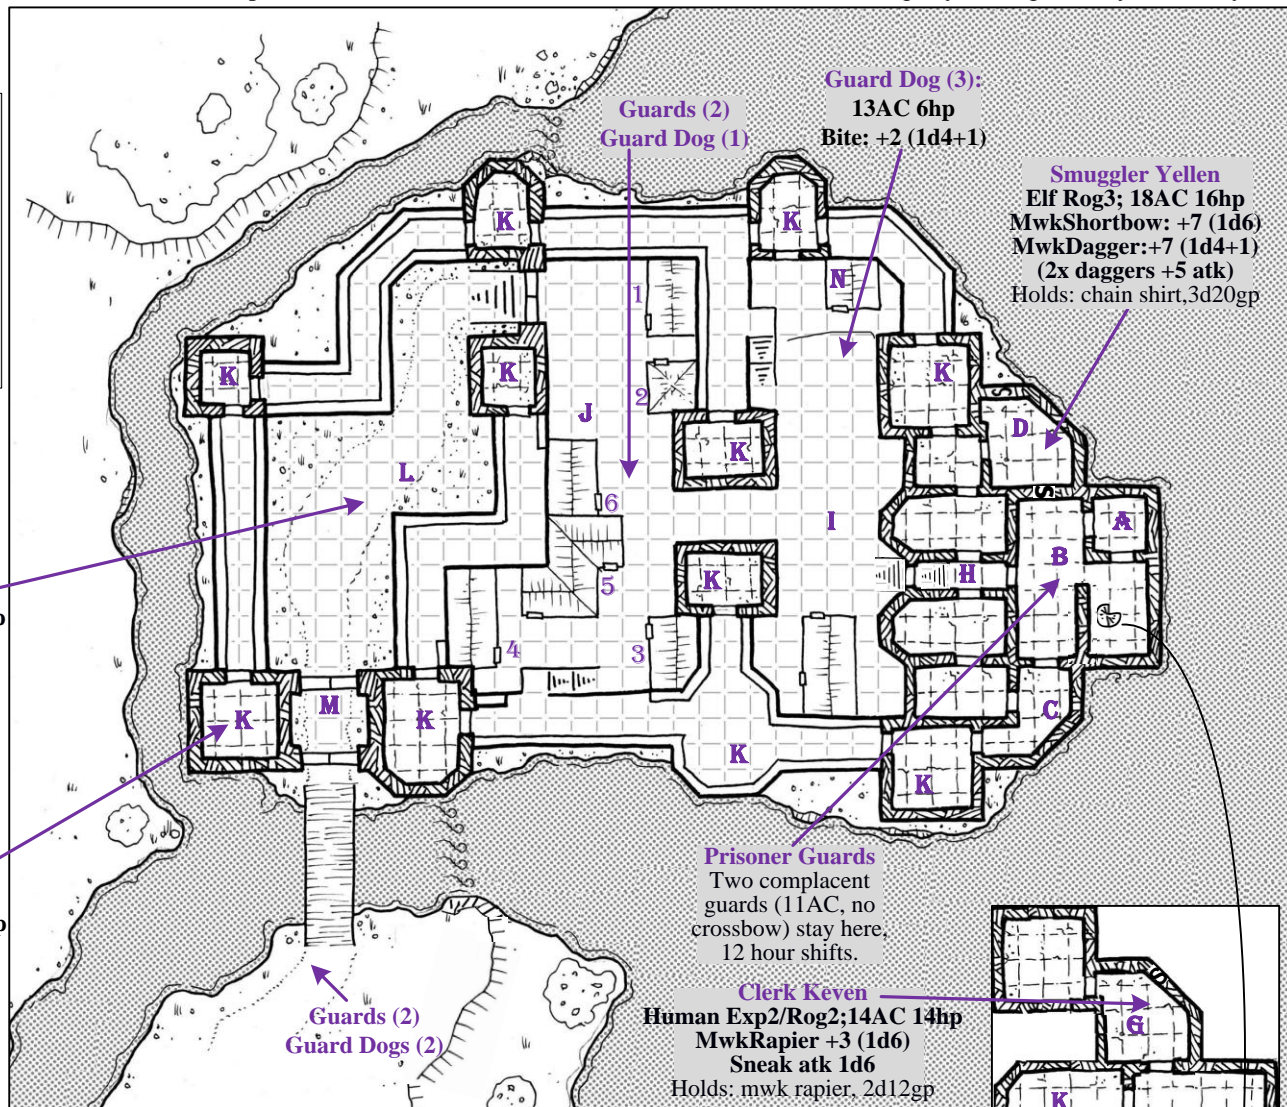 Guard Dog (3):
13AC 6hp
Bite: +2 (1d4+1)
Guards (2)
Guard Dog (1)
Smuggler Yellen
Elf Rog3; 18AC 16hp
MwkShortbow: +7 (1d6)
MwkDagger:+7 (1d4+1)
(2x daggers +5 atk)
Holds: chain shirt,3d20gp
K
K
N
1
K
K
K
2
J
D
S
K
S
L
6
I
A
B
K
H
5
4
3
M
K
K
K
C
K
Prisoner Guards
Two complacent
guards (11AC, no
crossbow) stay here,
12 hour shifts.
Guards (2)
Guard Dogs (2)
Clerk Keven
Human Exp2/Rog2;14AC 14hp
MwkRapier +3 (1d6)
Sneak atk 1d6
Holds: mwk rapier, 2d12gp
S
G
K